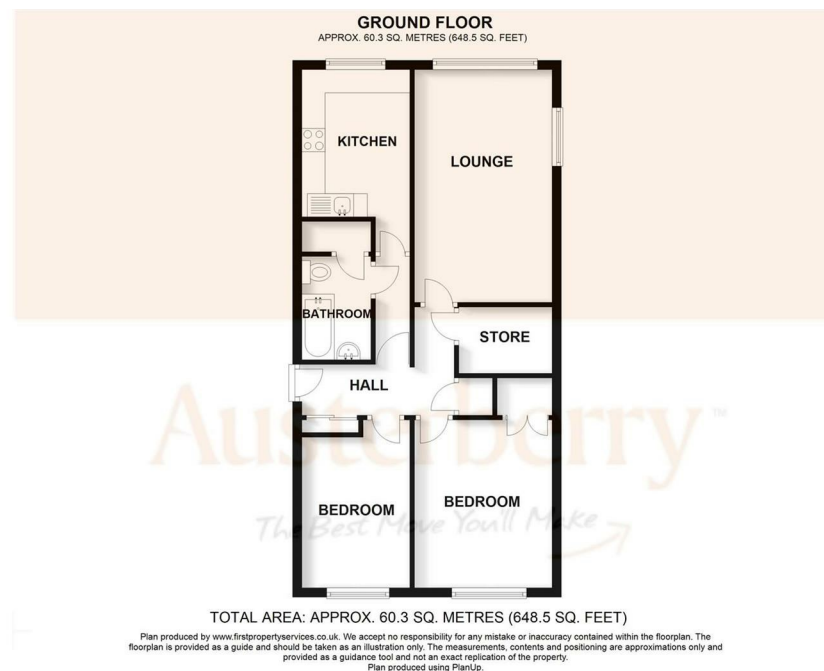 GROUND FLOOR
APPROX. 60.3 SQ. METRES (648.5 SQ. FEET)
KITCHEN
LOUNGE
BATHROOM
STORE
HALL
Austerberry™
BEDROOM
BEDROOM
The Best Move You'll Make
TOTAL AREA: APPROX. 60.3 SQ. METRES (648.5 SQ. FEET)
Plan produced by www.firstpropertyservices.co.uk. We accept no responsibility for any mistake or inaccuracy contained within the floorplan. The
floorplan is provided as a guide and should be taken as an illustration only. The measurements, contents and positioning are approximations only and
provided as a guidance tool and not an exact replication of the property.
Plan produced using PlanUp.